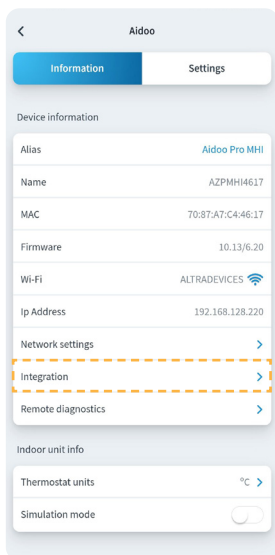 Aidoo
Information Settings
Device information
Alias Aidoo Pro MHI
Name AZPMHI4617
MAC 70:87:A7:C4:46:17
Firmware 10.13/6.20
Wi-Fi ALTRADEVICES
Ip Address 192.168.128.220
Network settings
Integration
Remote diagnostics
Indoor unit info
Thermostat units °C
Simulation mode